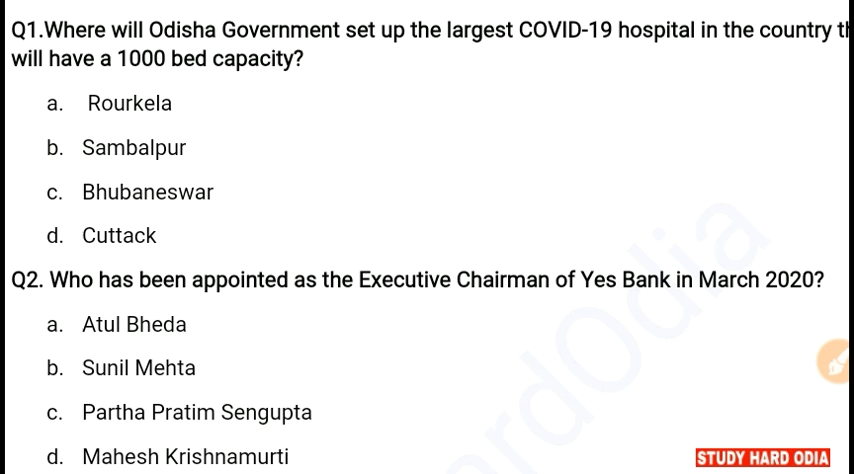 Q1.Where will Odisha Government set up the largest COVID-19 hospital in the country th
will have a 1000 bed capacity?
a. Rourkela
b. Sambalpur
c. Bhubaneswar
d. Cuttack
Q2. Who has been appointed as the Executive Chairman of Yes Bank in March 2020?
a. Atul Bheda
b. Sunil Mehta
c. Partha Pratim Sengupta
d. Mahesh Krishnamurti
STUDY HARD ODIA
rdOdia